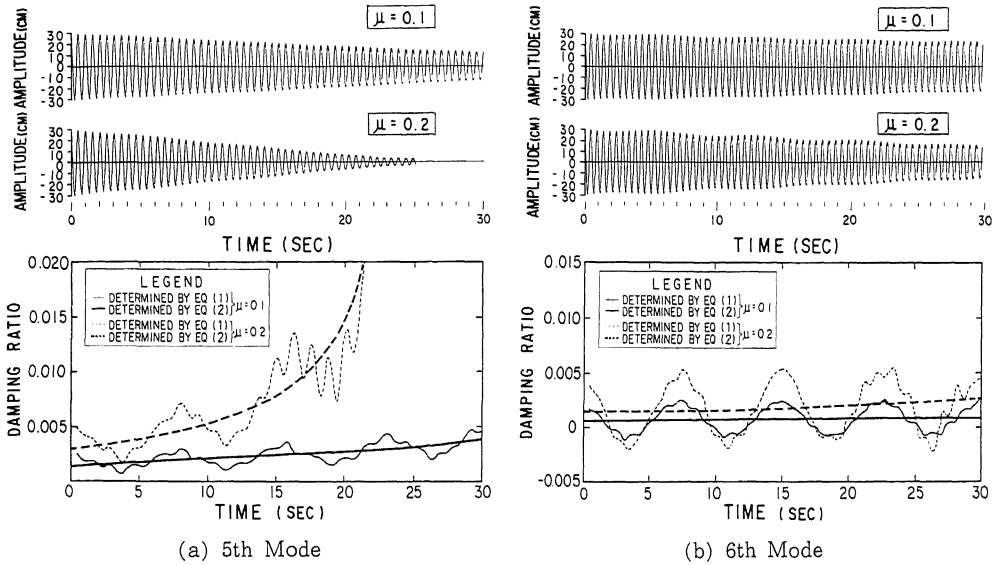 μ = 0.1
AMPLITUDE(CM)
30
20
10
0
-10
-20
-30
μ = 0.2
AMPLITUDE(CM)
30
20
10
0
-10
-20
-30
0 10 20 30
TIME (SEC)
DAMPING RATIO
0.020
0.015
0.010
0.005
LEGEND
DETERMINED BY EQ (1)
DETERMINED BY EQ (2)
} μ=0.1
DETERMINED BY EQ (1)
DETERMINED BY EQ (2)
} μ=0.2
0 5 10 15 20 25 30
TIME (SEC)
(a) 5th Mode
μ = 0.1
AMPLITUDE(CM)
30
20
10
0
-10
-20
-30
μ = 0.2
AMPLITUDE(CM)
30
20
10
0
-10
-20
-30
0 10 20 30
TIME (SEC)
DAMPING RATIO
0.015
0.010
0.005
0
-0.005
LEGEND
DETERMINED BY EQ (1)
DETERMINED BY EQ (2)
} μ=0.1
DETERMINED BY EQ (1)
DETERMINED BY EQ (2)
} μ=0.2
0 5 10 15 20 25 30
TIME (SEC)
(b) 6th Mode